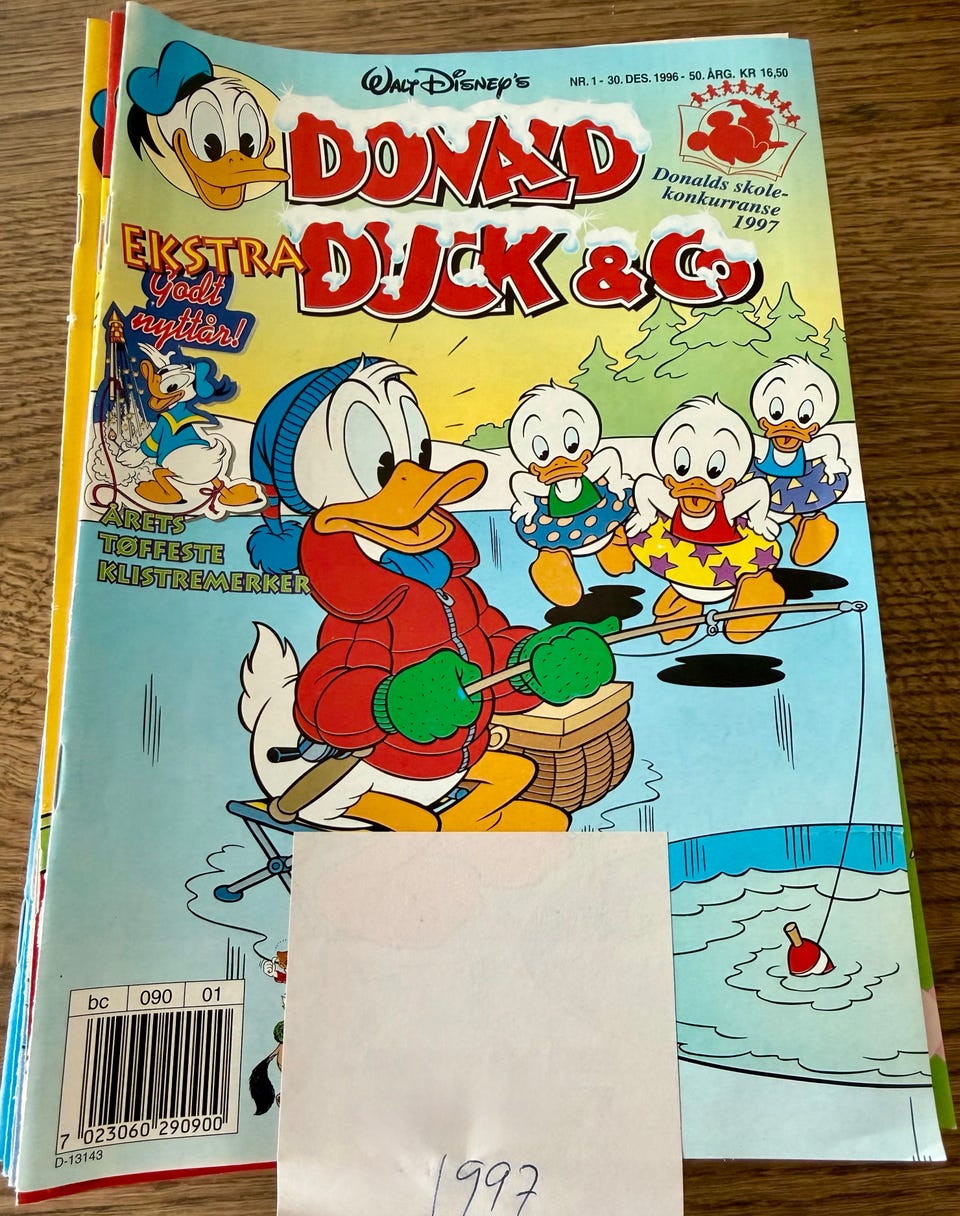 WALT DISNEY'S
NR. 1 - 30. DES. 1996 - 50. ÅRG. KR 16,50
DONALD
DUCK & Co
Donalds skole-
konkurranse
1997
EKSTRA
Godt
nyttår!
ÅRETS
TØFFESTE
KLISTREMERKER
bc 090 01
7 023060 290900
D-13143
1997